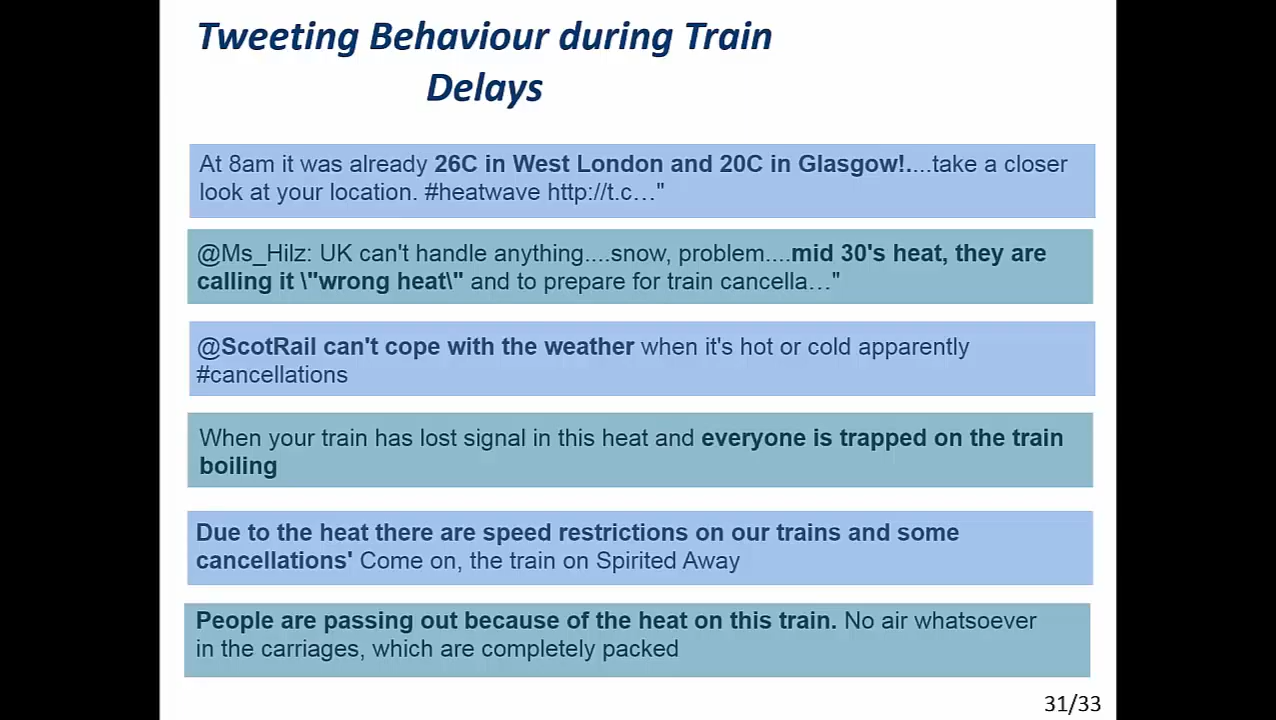 Tweeting Behaviour during Train
Delays
At 8am it was already 26C in West London and 20C in Glasgow!....take a closer
look at your location. #heatwave http://t.c…"
@Ms_Hilz: UK can't handle anything....snow, problem....mid 30's heat, they are
calling it \"wrong heat\" and to prepare for train cancella…"
@ScotRail can't cope with the weather when it's hot or cold apparently
#cancellations
When your train has lost signal in this heat and everyone is trapped on the train
boiling
Due to the heat there are speed restrictions on our trains and some
cancellations' Come on, the train on Spirited Away
People are passing out because of the heat on this train. No air whatsoever
in the carriages, which are completely packed
31/33